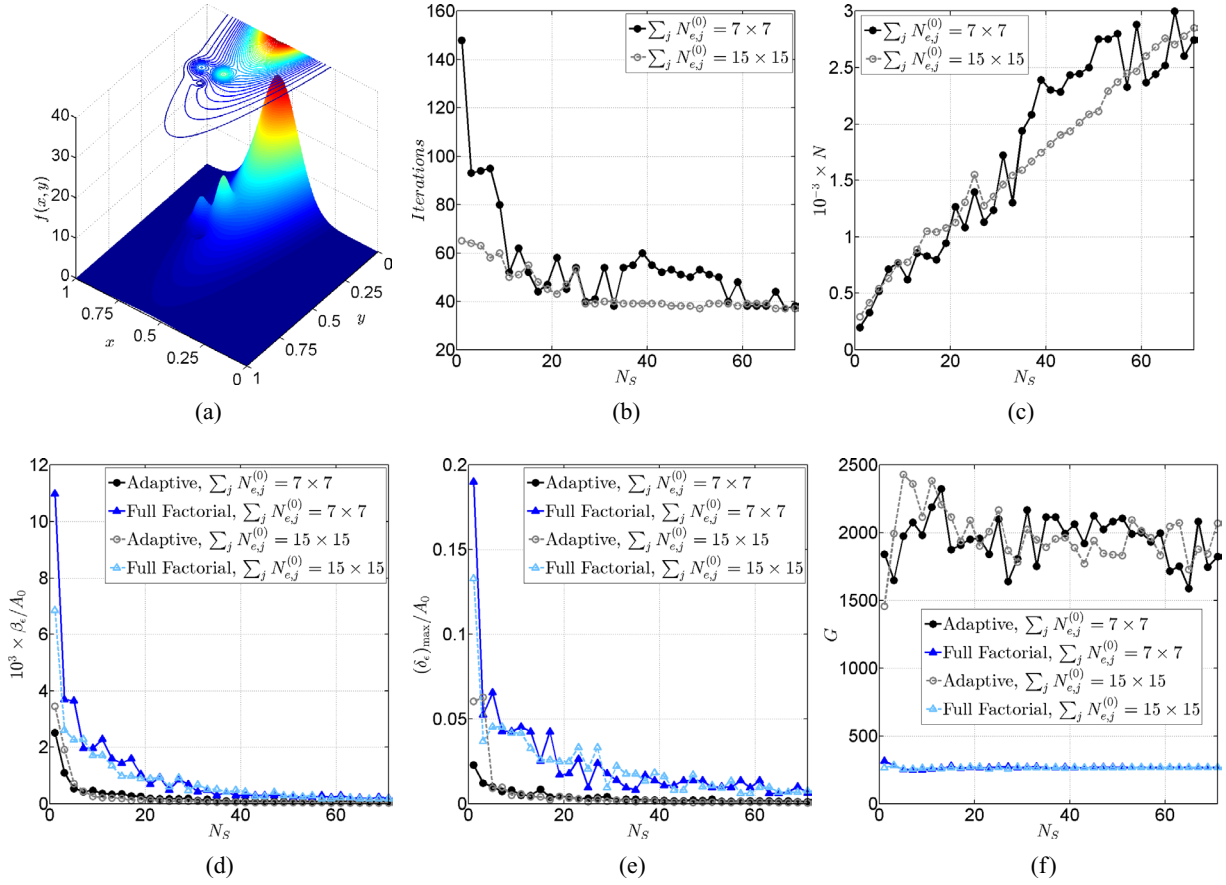 40
30
20
10
0
f(x,y)
1
0.75
0.5
0.25
0
x
1
0.75
0.5
0.25
0
y
(a)
160
140
120
100
80
60
40
20
Iterations
∑_j N_{e,j}^{(0)} = 7 × 7
∑_j N_{e,j}^{(0)} = 15 × 15
0 20 40 60
N_S
(b)
3
2.5
2
1.5
1
0.5
0
10^{-3} × N
∑_j N_{e,j}^{(0)} = 7 × 7
∑_j N_{e,j}^{(0)} = 15 × 15
0 20 40 60
N_S
(c)
12
10
8
6
4
2
0
10^3 × β_ϵ/A_0
Adaptive, ∑_j N_{e,j}^{(0)} = 7 × 7
Full Factorial, ∑_j N_{e,j}^{(0)} = 7 × 7
Adaptive, ∑_j N_{e,j}^{(0)} = 15 × 15
Full Factorial, ∑_j N_{e,j}^{(0)} = 15 × 15
0 20 40 60
N_S
(d)
0.2
0.15
0.1
0.05
0
(δ_ϵ)_max/A_0
Adaptive, ∑_j N_{e,j}^{(0)} = 7 × 7
Full Factorial, ∑_j N_{e,j}^{(0)} = 7 × 7
Adaptive, ∑_j N_{e,j}^{(0)} = 15 × 15
Full Factorial, ∑_j N_{e,j}^{(0)} = 15 × 15
0 20 40 60
N_S
(e)
2500
2000
1500
1000
500
300
0
G
Adaptive, ∑_j N_{e,j}^{(0)} = 7 × 7
Full Factorial, ∑_j N_{e,j}^{(0)} = 7 × 7
Adaptive, ∑_j N_{e,j}^{(0)} = 15 × 15
Full Factorial, ∑_j N_{e,j}^{(0)} = 15 × 15
0 20 40 60
N_S
(f)